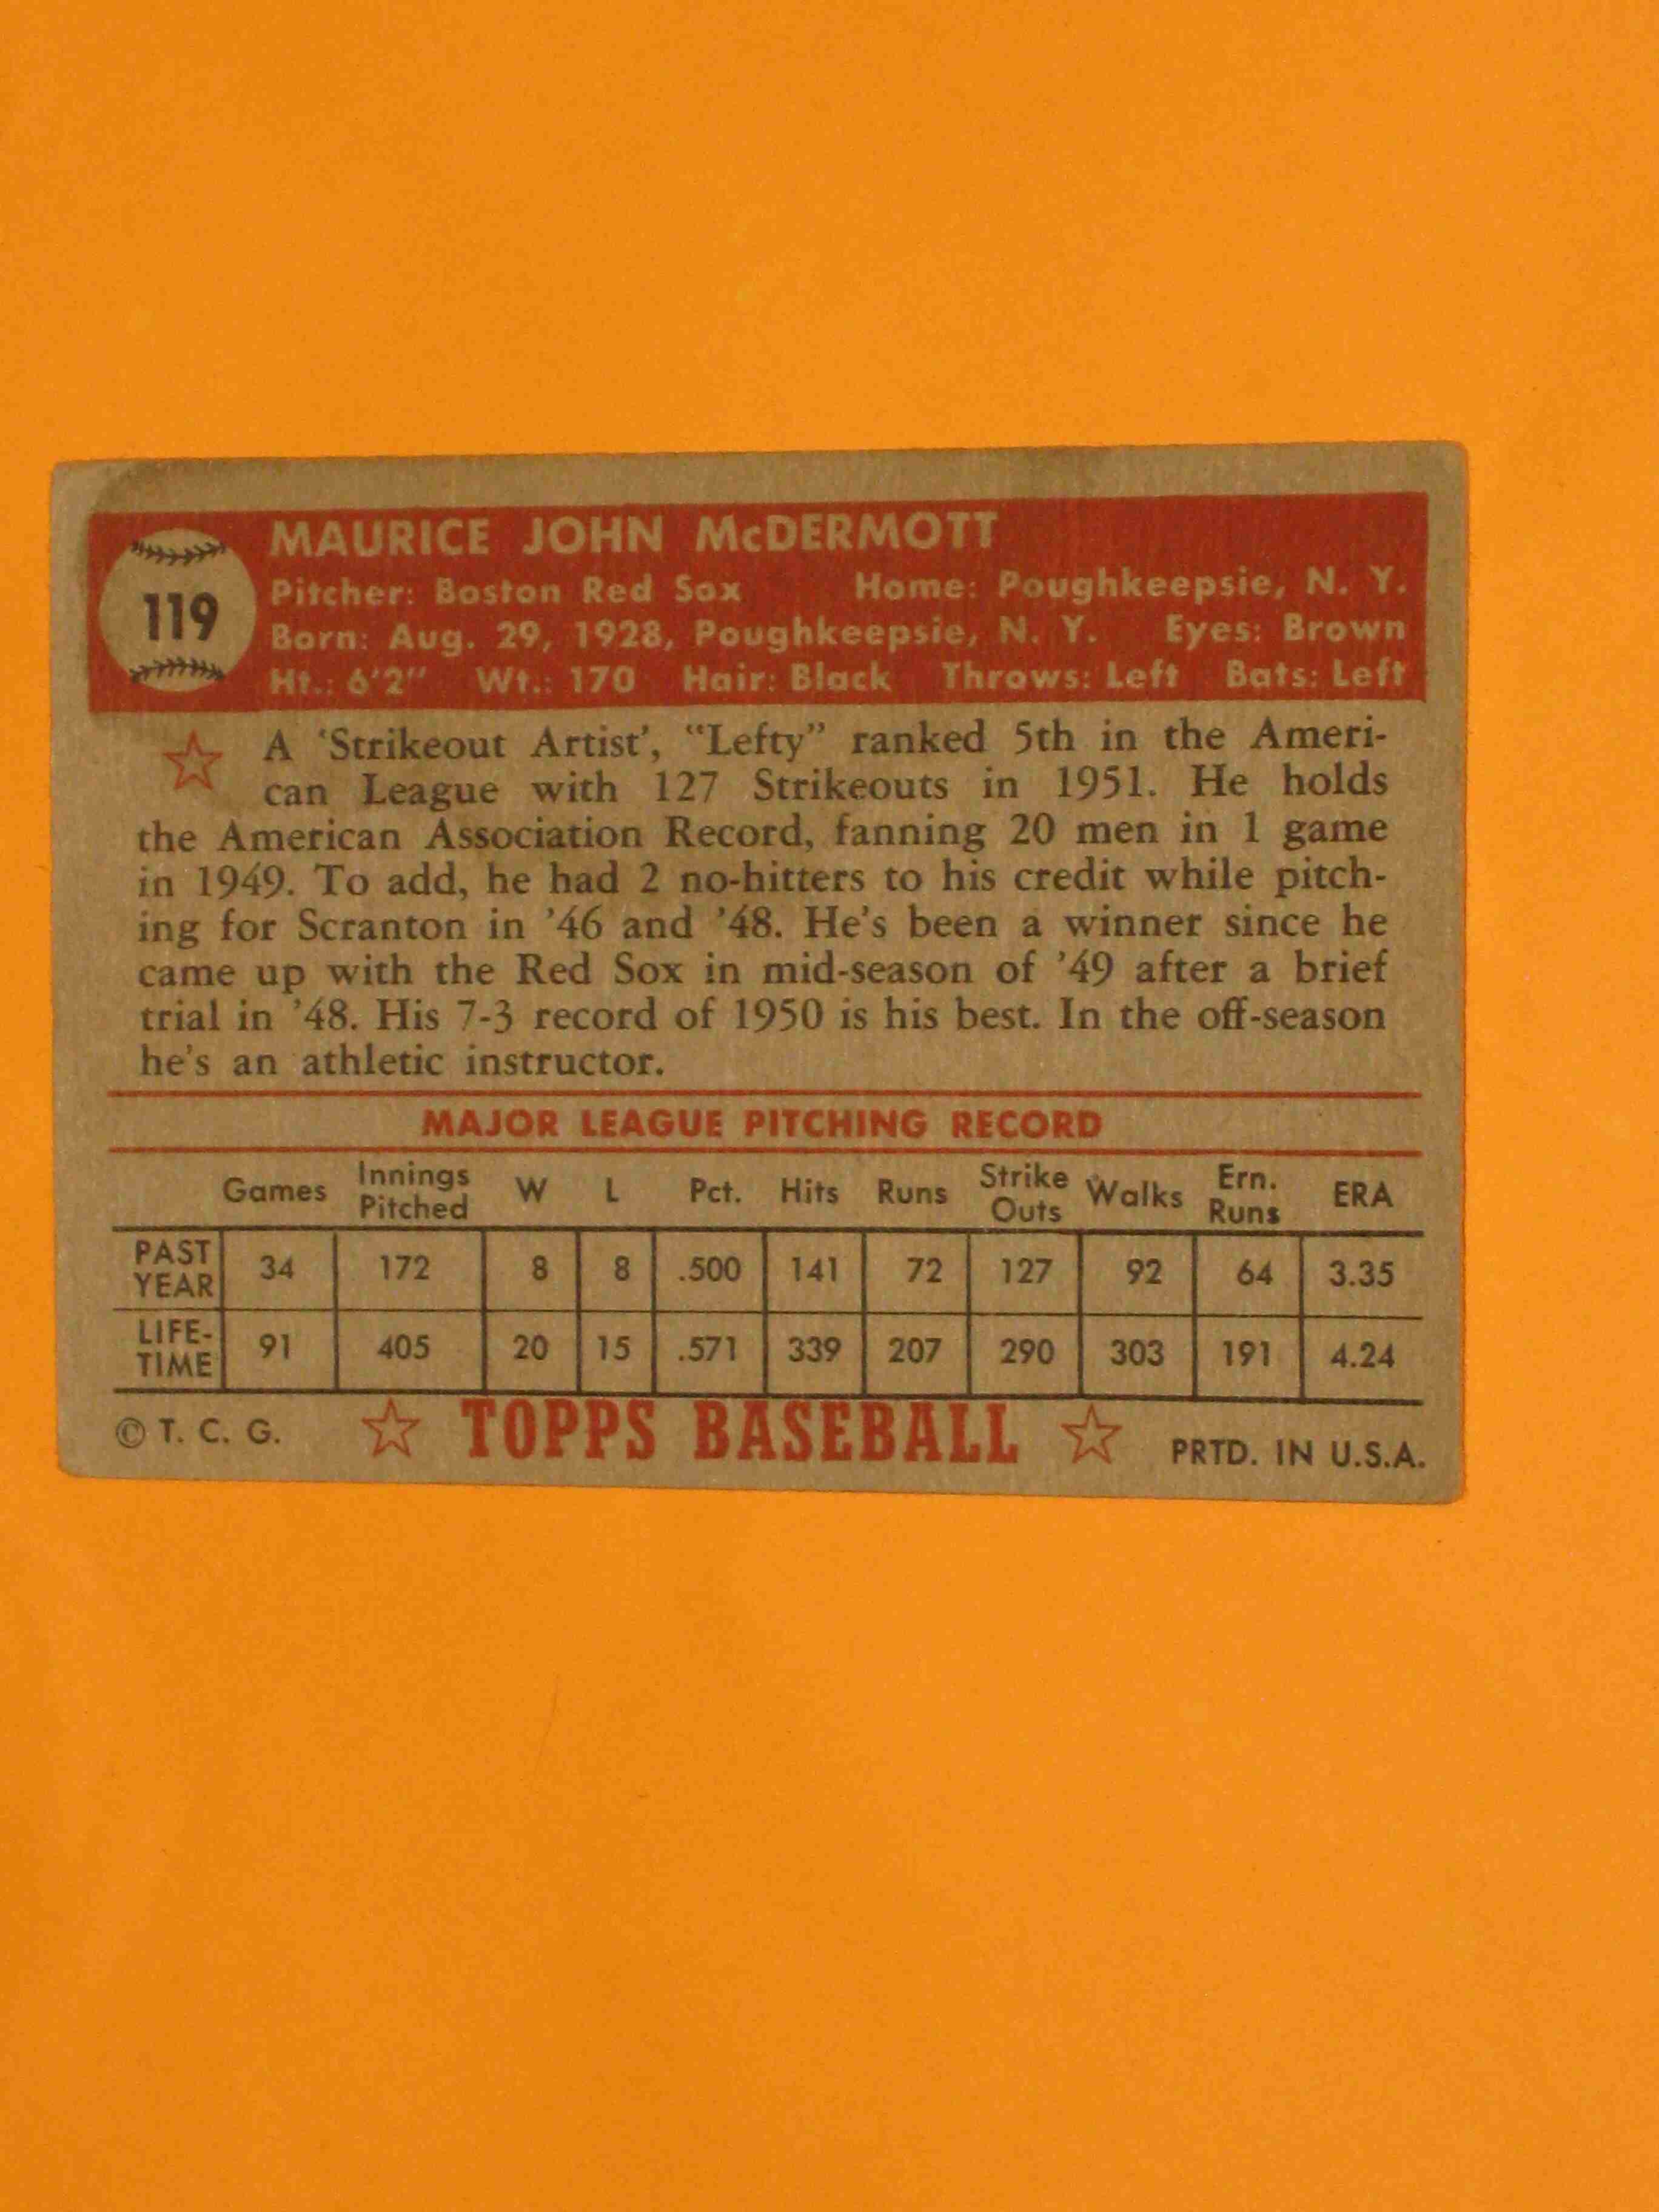 119
MAURICE JOHN McDERMOTT
Pitcher: Boston Red Sox Home: Poughkeepsie, N. Y.
Born: Aug. 29, 1928, Poughkeepsie, N. Y. Eyes: Brown
Ht.: 6'2" Wt.: 170 Hair: Black Throws: Left Bats: Left
A 'Strikeout Artist', "Lefty" ranked 5th in the Ameri-
can League with 127 Strikeouts in 1951. He holds
the American Association Record, fanning 20 men in 1 game
in 1949. To add, he had 2 no-hitters to his credit while pitch-
ing for Scranton in '46 and '48. He's been a winner since he
came up with the Red Sox in mid-season of '49 after a brief
trial in '48. His 7-3 record of 1950 is his best. In the off-season
he's an athletic instructor.
MAJOR LEAGUE PITCHING RECORD
Games Innings Pitched W L Pct. Hits Runs Strike Outs Walks Ern. Runs ERA
PAST YEAR 34 172 8 8 .500 141 72 127 92 64 3.35
LIFE-TIME 91 405 20 15 .571 339 207 290 303 191 4.24
© T. C. G. TOPPS BASEBALL PRTD. IN U.S.A.